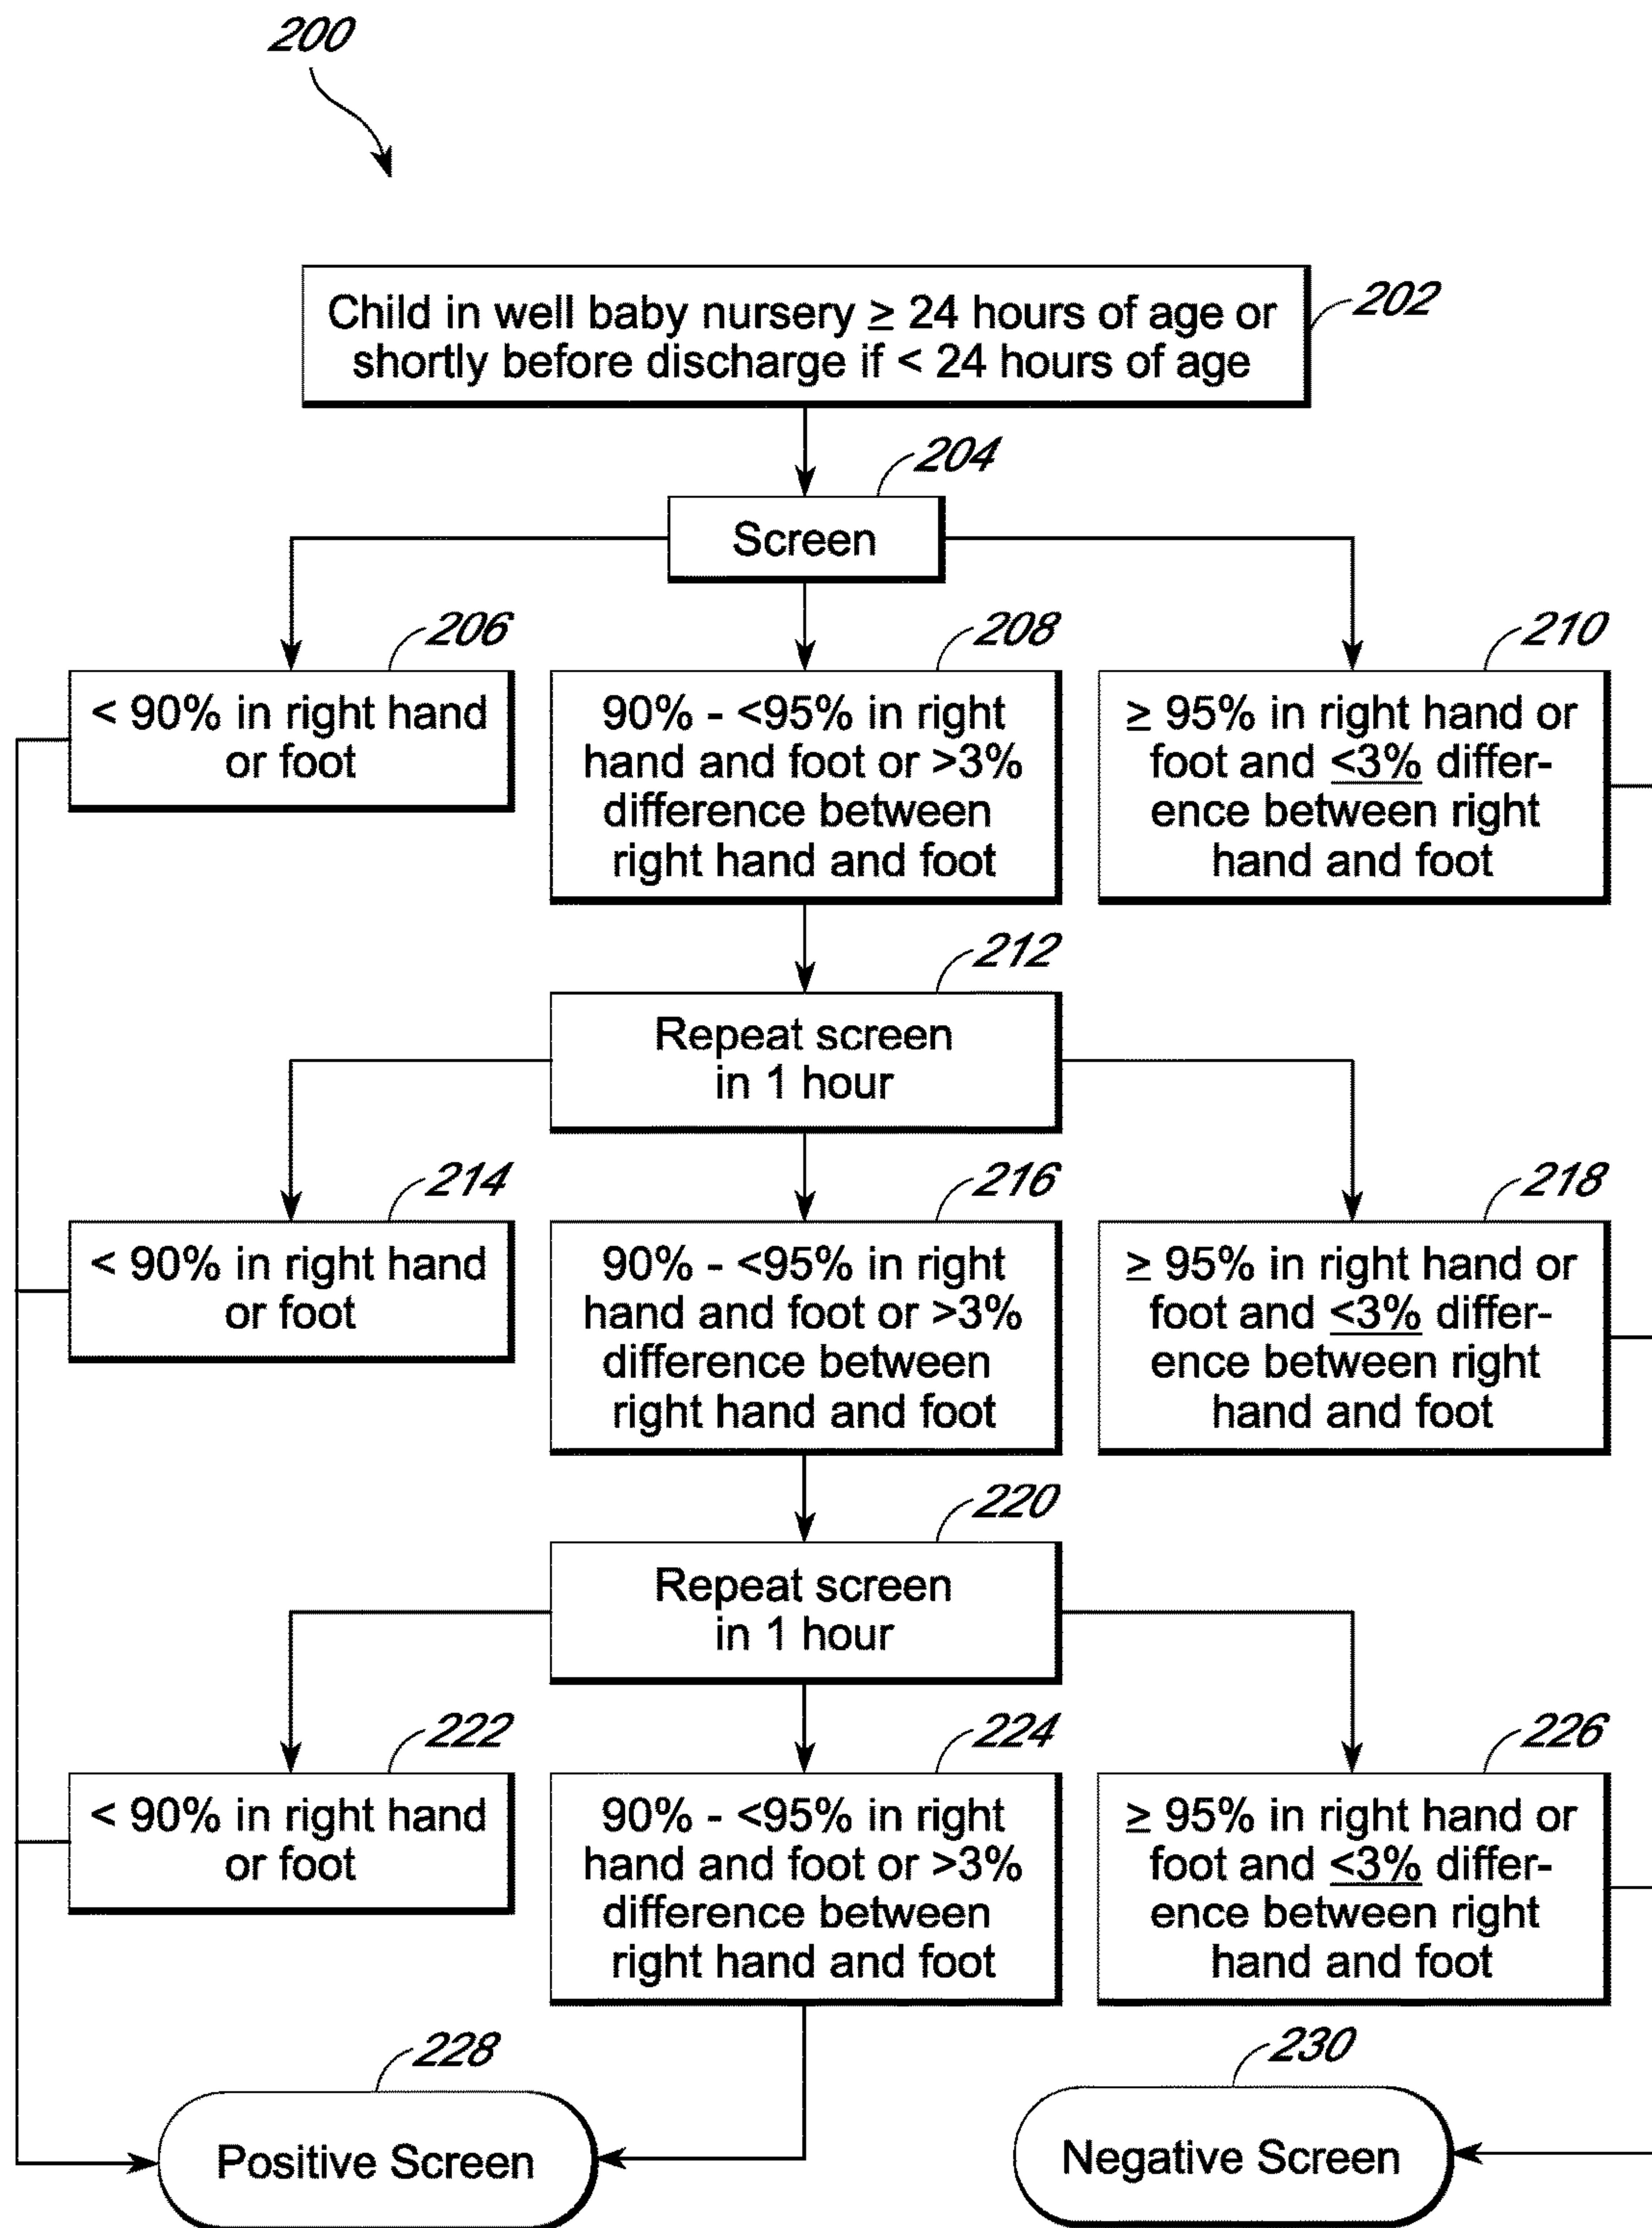 200
Child in well baby nursery ≥ 24 hours of age or
shortly before discharge if < 24 hours of age
202
204
Screen
206
< 90% in right hand
or foot
208
90% - <95% in right
hand and foot or >3%
difference between
right hand and foot
210
≥ 95% in right hand or
foot and <3% differ-
ence between right
hand and foot
212
Repeat screen
in 1 hour
214
< 90% in right hand
or foot
216
90% - <95% in right
hand and foot or >3%
difference between
right hand and foot
218
≥ 95% in right hand or
foot and <3% differ-
ence between right
hand and foot
220
Repeat screen
in 1 hour
222
< 90% in right hand
or foot
224
90% - <95% in right
hand and foot or >3%
difference between
right hand and foot
226
≥ 95% in right hand or
foot and <3% differ-
ence between right
hand and foot
228
Positive Screen
230
Negative Screen